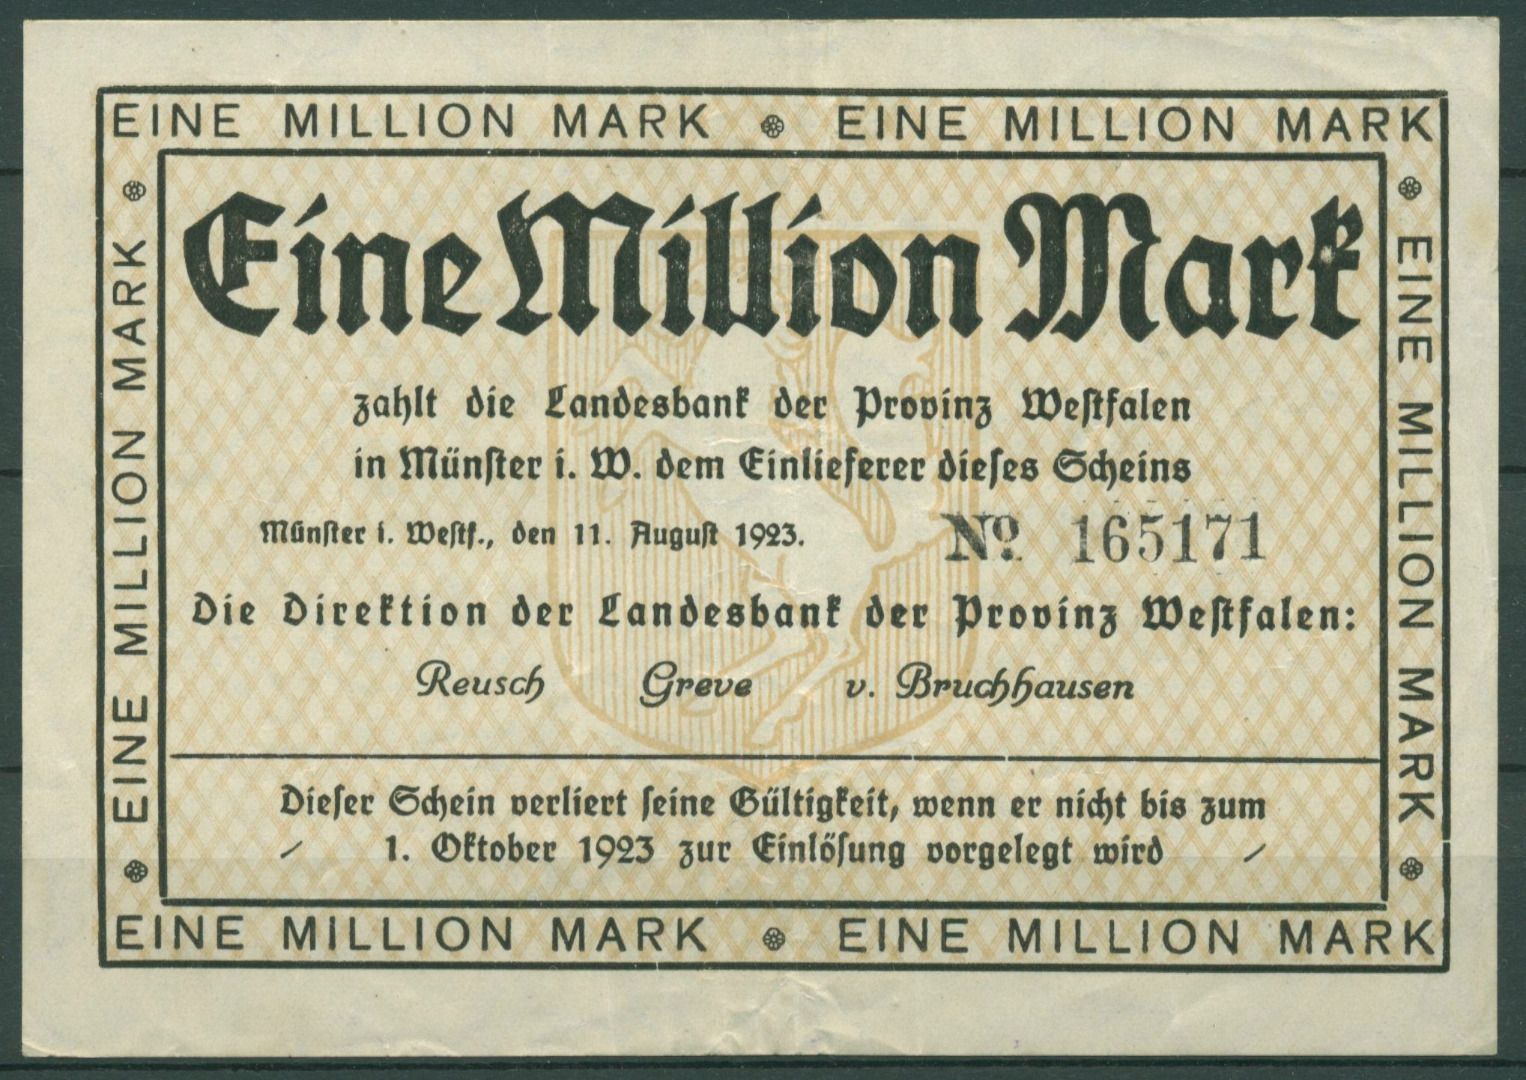 EINE MILLION MARK EINE MILLION MARK
EINE MILLION MARK
EINE MILLION MARK
Eine Million Mark
zahlt die Landesbank der Provinz Westfalen
in Münster i. W. dem Einlieferer dieses Scheins
Münster i. Westf., den 11. August 1923.
No 165171
Die Direktion der Landesbank der Provinz Westfalen:
Reusch Greve v. Bruchhausen
Dieser Schein verliert seine Gültigkeit, wenn er nicht bis zum
1. Oktober 1923 zur Einlösung vorgelegt wird
EINE MILLION MARK EINE MILLION MARK